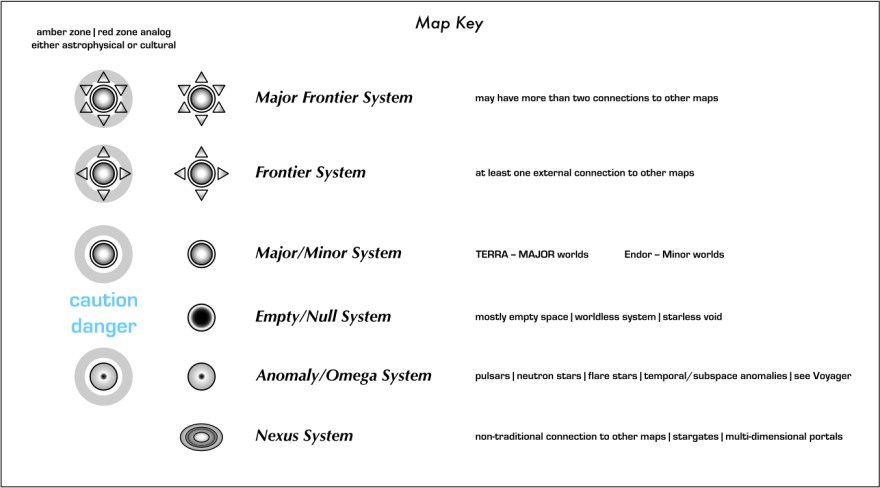 Map Key
amber zone | red zone analog
either astrophysical or cultural
Major Frontier System may have more than two connections to other maps
Frontier System at least one external connection to other maps
Major/Minor System TERRA – MAJOR worlds Endor – Minor worlds
caution
danger
Empty/Null System mostly empty space | worldless system | starless void
Anomaly/Omega System pulsars | neutron stars | flare stars | temporal/subspace anomalies | see Voyager
Nexus System non-traditional connection to other maps | stargates | multi-dimensional portals